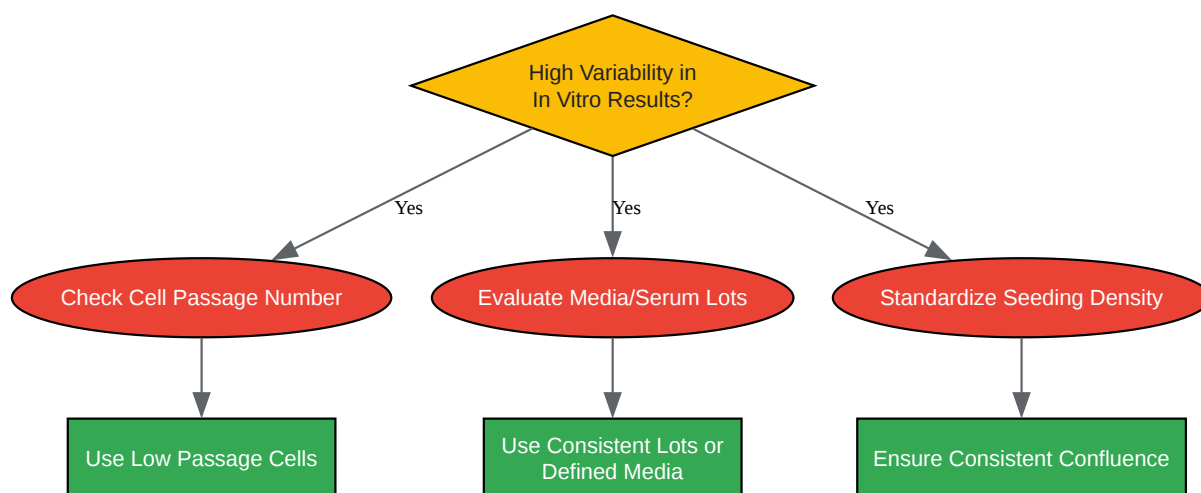 High Variability in
In Vitro Results?
Yes
Yes
Yes
Check Cell Passage Number
Evaluate Media/Serum Lots
Standardize Seeding Density
Use Low Passage Cells
Use Consistent Lots or
Defined Media
Ensure Consistent Confluence